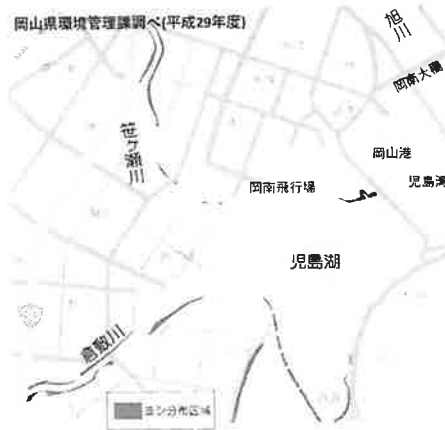 岡山県環境管理課調べ(平成29年度)
旭川
岡南大橋
笹ヶ瀬川
岡山港
岡南飛行場
児島湾
児島湖
倉敷川
ヨシ分布区域